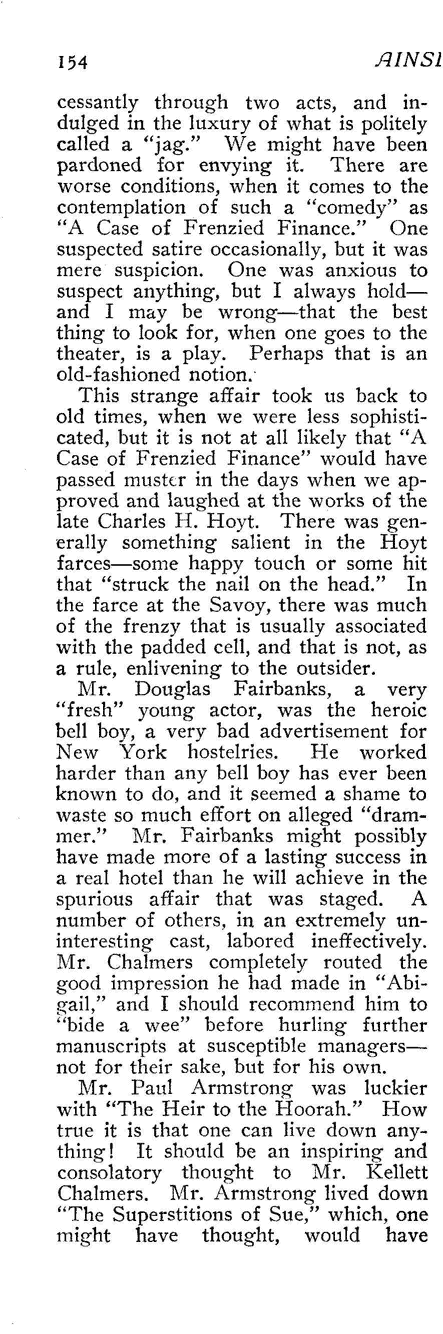 154 AINSL
cessantly through two acts, and in-
dulged in the luxury of what is politely
called a “jag.” We might have been
pardoned for envying it. There are
worse conditions, when it comes to the
contemplation of such a “comedy” as
“A Case of Frenzied Finance.” One
suspected satire occasionally, but it was
mere suspicion. One was anxious to
suspect anything, but I always hold—
and I may be wrong—that the best
thing to look for, when one goes to the
theater, is a play. Perhaps that is an
old-fashioned notion.
This strange affair took us back to
old times, when we were less sophisti-
cated, but it is not at all likely that “A
Case of Frenzied Finance” would have
passed muster in the days when we ap-
proved and laughed at the works of the
late Charles H. Hoyt. There was gen-
erally something salient in the Hoyt
farces—some happy touch or some hit
that “struck the nail on the head.” In
the farce at the Savoy, there was much
of the frenzy that is usually associated
with the padded cell, and that is not, as
a rule, enlivening to the outsider.
Mr. Douglas Fairbanks, a very
“fresh” young actor, was the heroic
bell boy, a very bad advertisement for
New York hostelries. He worked
harder than any bell boy has ever been
known to do, and it seemed a shame to
waste so much effort on alleged “dram-
mer.” Mr. Fairbanks might possibly
have made more of a lasting success in
a real hotel than he will achieve in the
spurious affair that was staged. A
number of others, in an extremely un-
interesting cast, labored ineffectively.
Mr. Chalmers completely routed the
good impression he had made in “Abi-
gail,” and I should recommend him to
“bide a wee” before hurling further
manuscripts at susceptible managers—
not for their sake, but for his own.
Mr. Paul Armstrong was luckier
with “The Heir to the Hoorah.” How
true it is that one can live down any-
thing! It should be an inspiring and
consolatory thought to Mr. Kellett
Chalmers. Mr. Armstrong lived down
“The Superstitions of Sue,” which, one
might have thought, would have